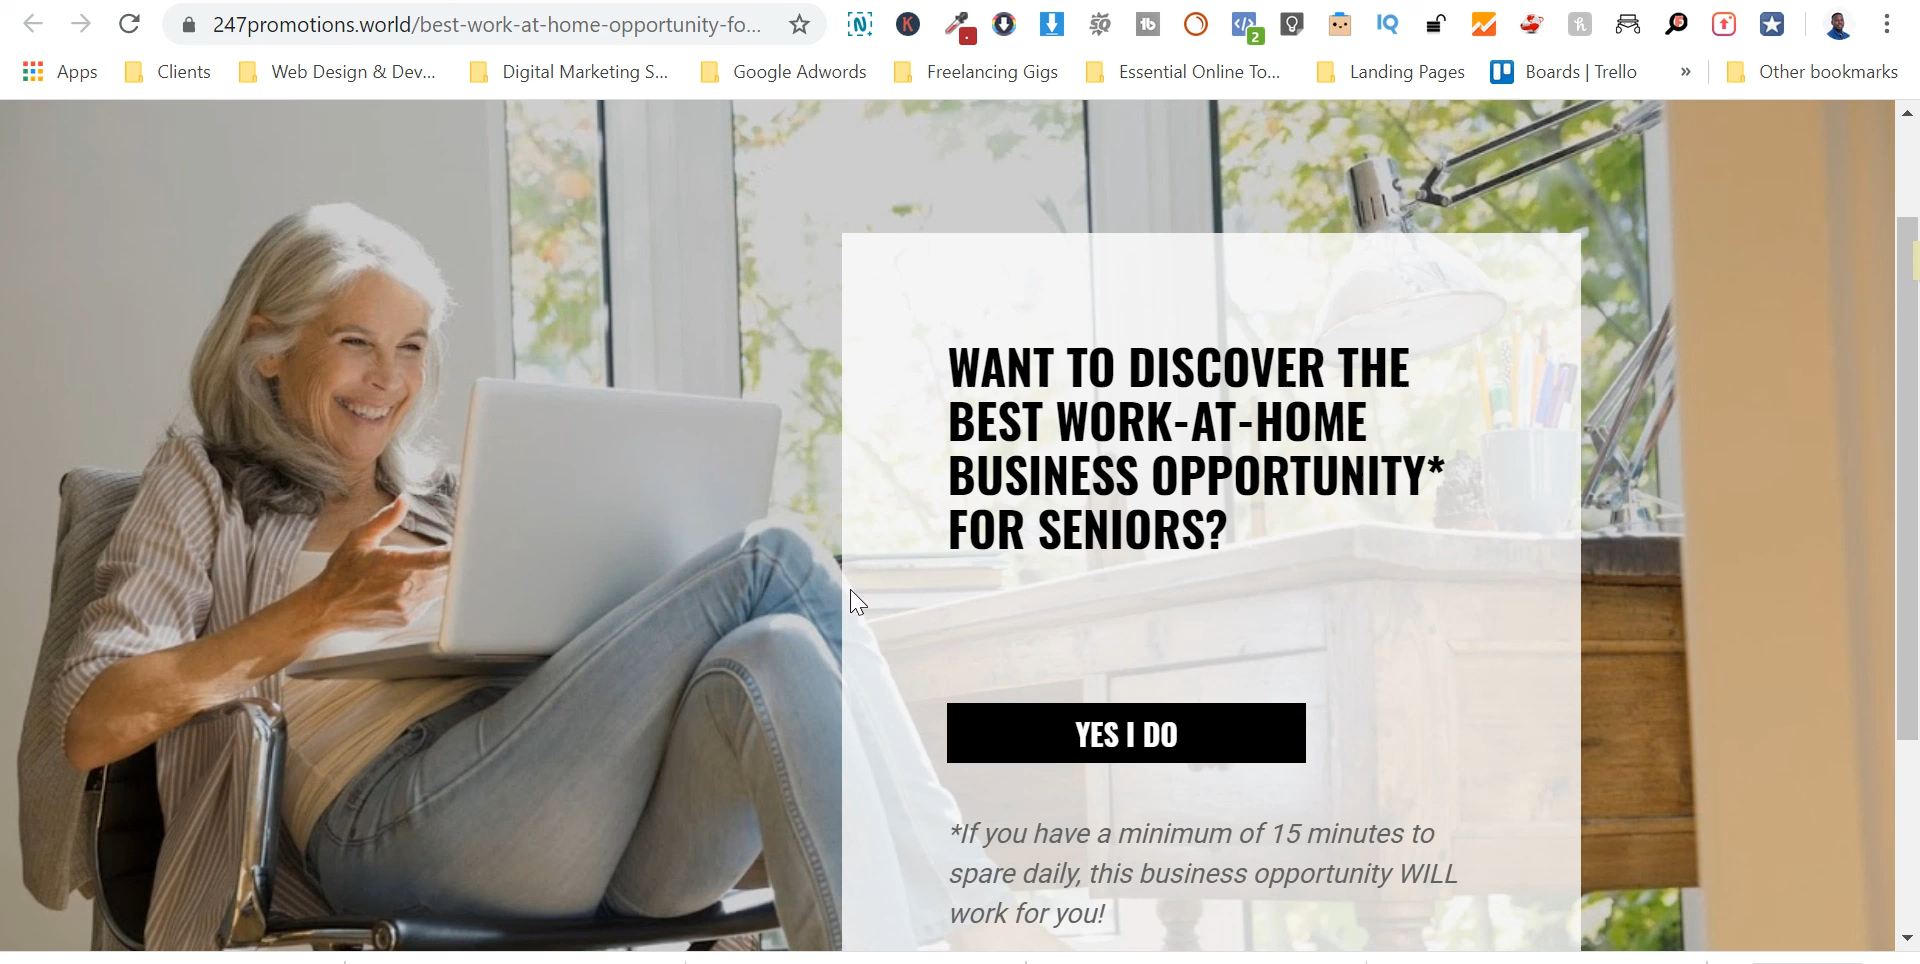 247promotions.world/best-work-at-home-opportunity-fo...
2
Apps Clients Web Design & Dev... Digital Marketing S... Google Adwords Freelancing Gigs Essential Online To... Landing Pages Boards | Trello » Other bookmarks
WANT TO DISCOVER THE
BEST WORK-AT-HOME
BUSINESS OPPORTUNITY*
FOR SENIORS?
YES I DO
*If you have a minimum of 15 minutes to
spare daily, this business opportunity WILL
work for you!